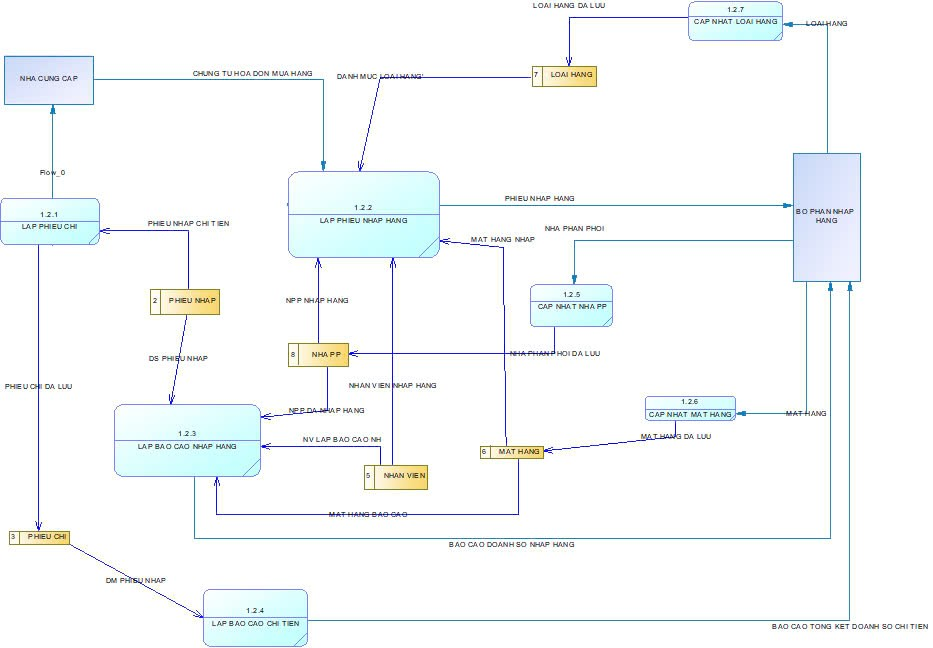 LOAI HANG DA LUU
1.2.7
CAP NHAT LOAI HANG
LOAI HANG
NHA CUNG CAP
CHUNG TU HOA DON MUA HANG
DANH MUC LOAI HANG'
7 LOAI HANG
Flow_0
1.2.1
LAP PHIEU CHI
PHIEU NHAP CHI TIEN
1.2.2
LAP PHIEU NHAP HANG
PHIEU NHAP HANG
BO PHAN NHAP
HANG
NHA PHAN PHOI
MAT HANG NHAP
2 PHIEU NHAP
NPP NHAP HANG
1.2.5
CAP NHAT NHA PP
DS PHIEU NHAP
8 NHA PP
NHA PHAN PHOI DA LUU
PHIEU CHI DA LUU
NHAN VIEN NHAP HANG
NPP DA NHAP HANG
1.2.6
CAP NHAT MAT HANG
MAT HANG
1.2.3
LAP BAO CAO NHAP HANG
NV LAP BAO CAO NH
MAT HANG DA LUU
6 MAT HANG
5 NHAN VIEN
MAT HANG BAO CAO
3 PHIEU CHI
BAO CAO DOANH SO NHAP HANG
DM PHIEU NHAP
1.2.4
LAP BAO CAO CHI TIEN
BAO CAO TONG KET DOANH SO CHI TIEN